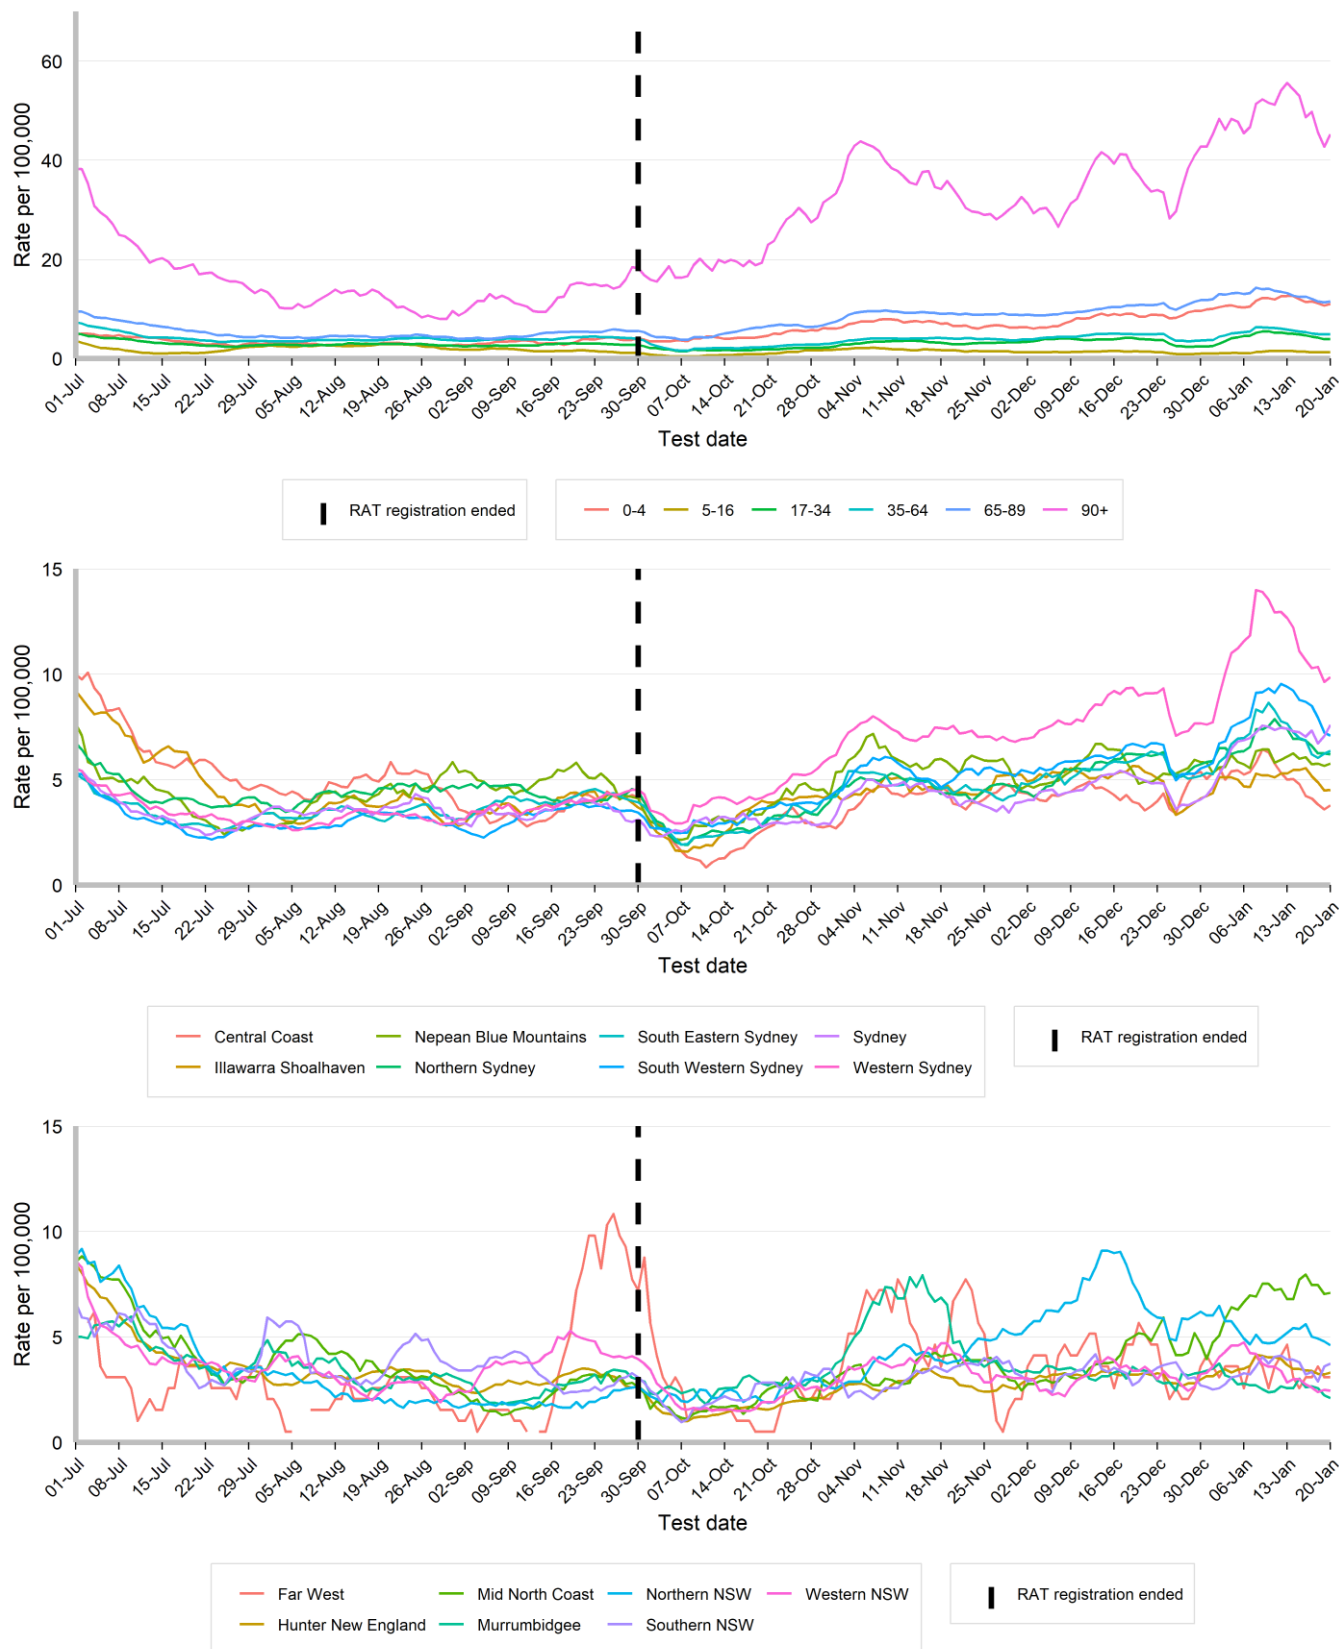 Rate per 100,000
60
40
20
0
01-Jul 08-Jul 15-Jul 22-Jul 29-Jul 05-Aug 12-Aug 19-Aug 26-Aug 02-Sep 09-Sep 16-Sep 23-Sep 30-Sep 07-Oct 14-Oct 21-Oct 28-Oct 04-Nov 11-Nov 18-Nov 25-Nov 02-Dec 09-Dec 16-Dec 23-Dec 30-Dec 06-Jan 13-Jan 20-Jan
Test date
RAT registration ended 0-4 5-16 17-34 35-64 65-89 90+
Rate per 100,000
15
10
5
0
01-Jul 08-Jul 15-Jul 22-Jul 29-Jul 05-Aug 12-Aug 19-Aug 26-Aug 02-Sep 09-Sep 16-Sep 23-Sep 30-Sep 07-Oct 14-Oct 21-Oct 28-Oct 04-Nov 11-Nov 18-Nov 25-Nov 02-Dec 09-Dec 16-Dec 23-Dec 30-Dec 06-Jan 13-Jan 20-Jan
Test date
Central Coast Nepean Blue Mountains South Eastern Sydney Sydney RAT registration ended
Illawarra Shoalhaven Northern Sydney South Western Sydney Western Sydney
Rate per 100,000
15
10
5
0
01-Jul 08-Jul 15-Jul 22-Jul 29-Jul 05-Aug 12-Aug 19-Aug 26-Aug 02-Sep 09-Sep 16-Sep 23-Sep 30-Sep 07-Oct 14-Oct 21-Oct 28-Oct 04-Nov 11-Nov 18-Nov 25-Nov 02-Dec 09-Dec 16-Dec 23-Dec 30-Dec 06-Jan 13-Jan 20-Jan
Test date
Far West Mid North Coast Northern NSW Western NSW RAT registration ended
Hunter New England Murrumbidgee Southern NSW